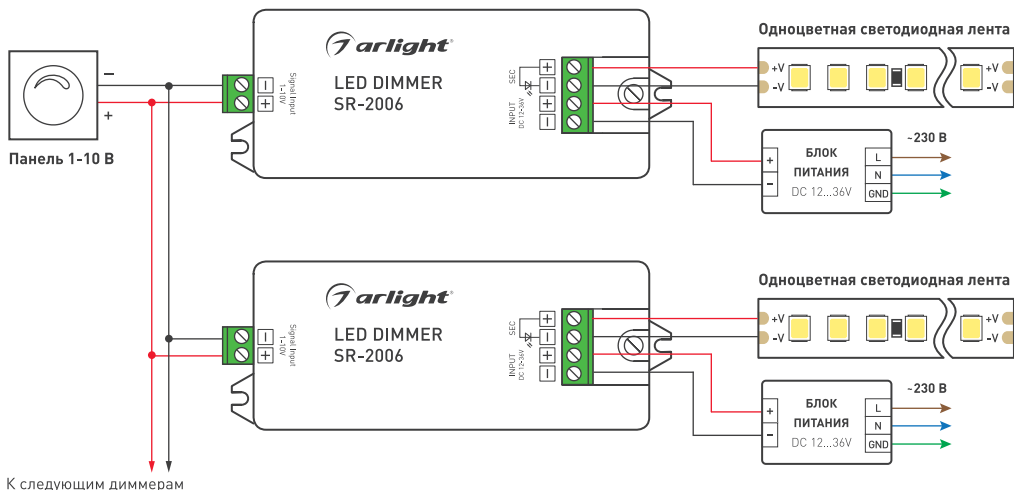 Одноцветная светодиодная лента
arlight
LED DIMMER
SR-2006
Signal Input
1-10V
SEC
INPUT
DC 12-36V
+V
-V
+V
-V
Панель 1-10 В
БЛОК
ПИТАНИЯ
DC 12...36V
L
N
GND
~230 В
Одноцветная светодиодная лента
arlight
LED DIMMER
SR-2006
Signal Input
1-10V
SEC
INPUT
DC 12-36V
+V
-V
+V
-V
БЛОК
ПИТАНИЯ
DC 12...36V
L
N
GND
~230 В
К следующим диммерам